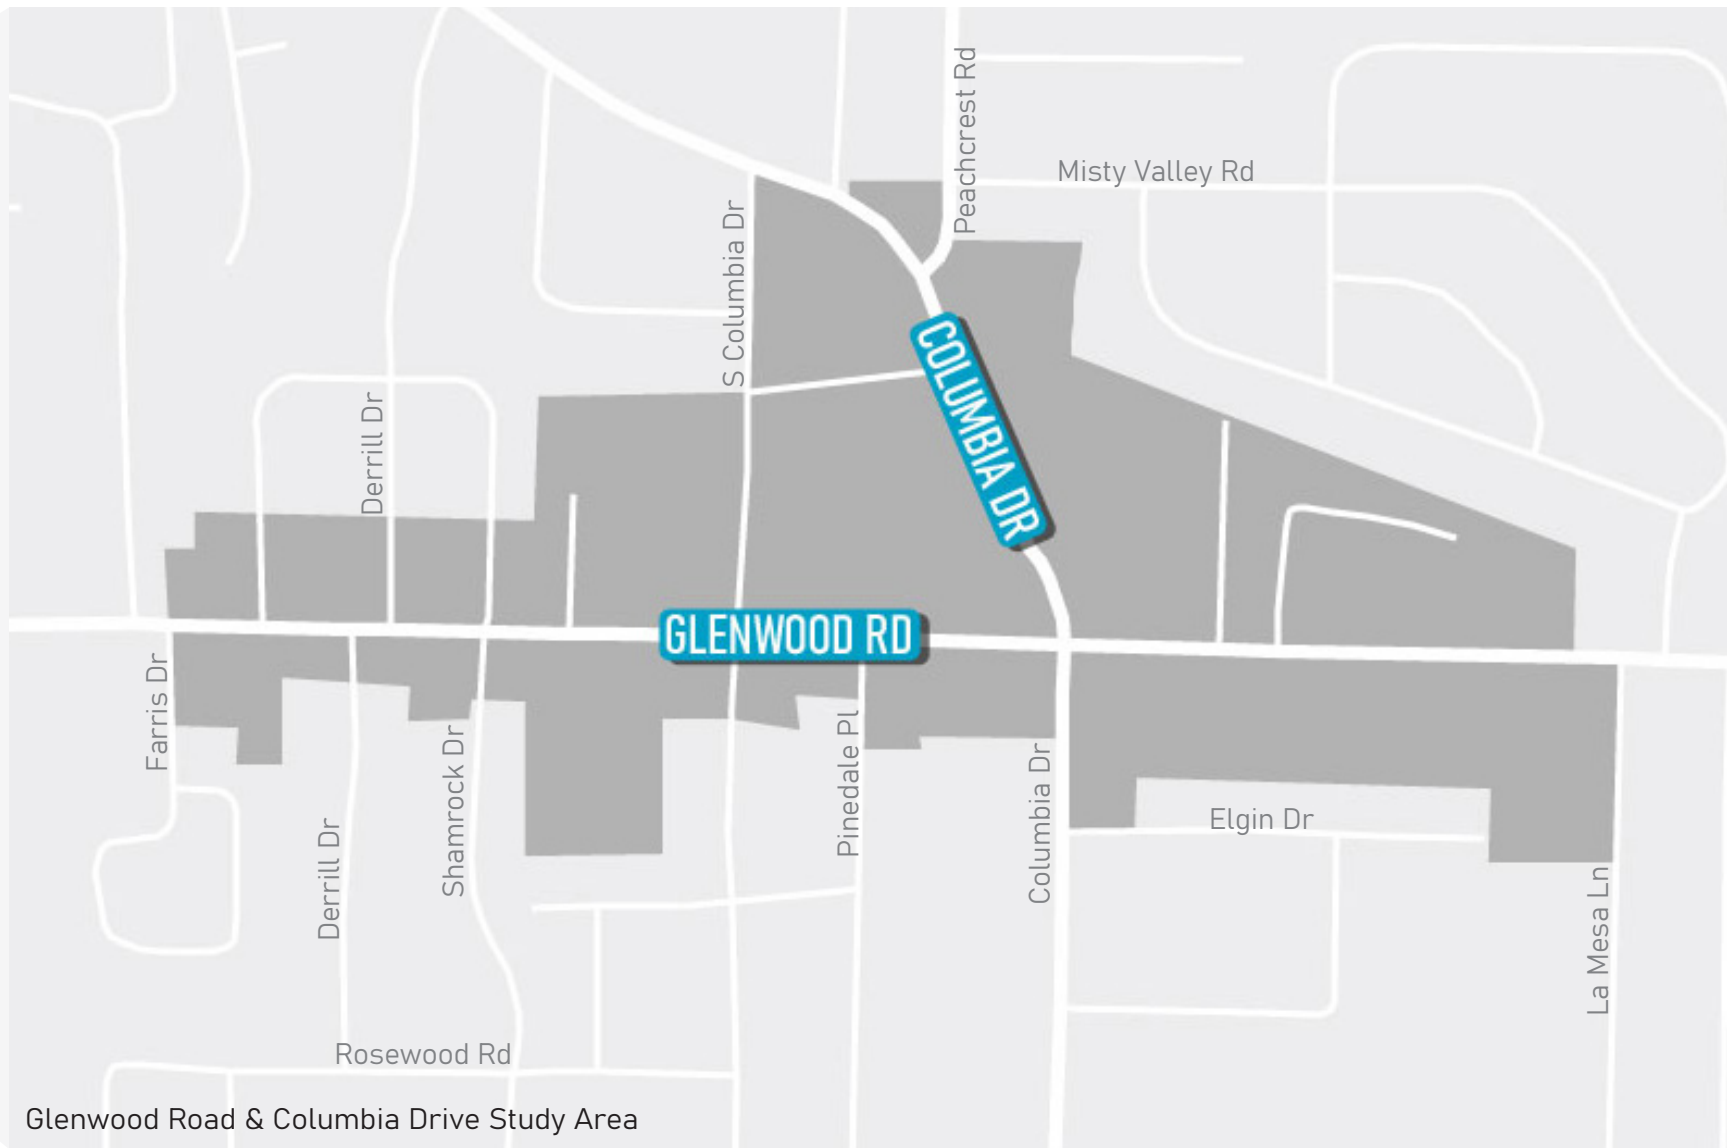 Peachcrest Rd
Misty Valley Rd
S Columbia Dr
COLUMBIA DR
Derrill Dr
GLENWOOD RD
Farris Dr
Shamrock Dr
Pinedale Pl
Columbia Dr
Elgin Dr
Derrill Dr
La Mesa Ln
Rosewood Rd
Glenwood Road & Columbia Drive Study Area